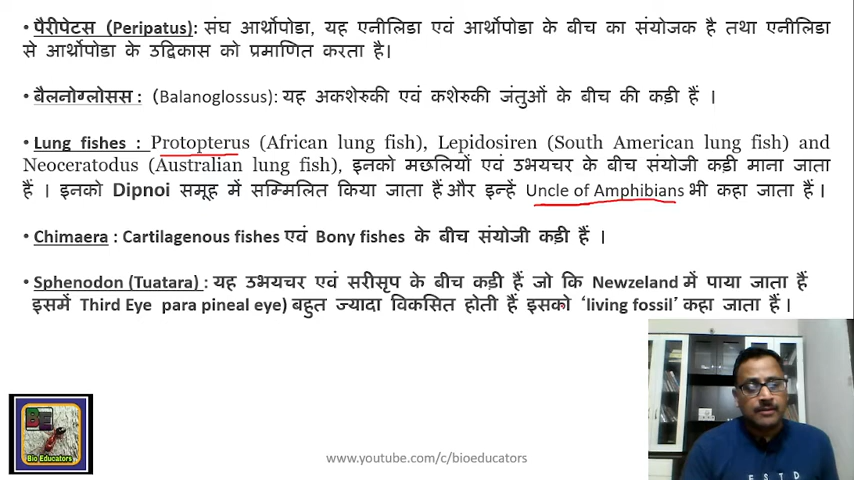 • पैरीपेटस (Peripatus): संघ आर्थोपोडा, यह एनीलिडा एवं आर्थोपोडा के बीच का संयोजक है तथा एनीलिडा
से आर्थोपोडा के उद्विकास को प्रमाणित करता है।
• बैलनोग्लोसस : (Balanoglossus): यह अकशेरुकी एवं कशेरुकी जंतुओं के बीच की कड़ी हैं ।
• Lung fishes : Protopterus (African lung fish), Lepidosiren (South American lung fish) and
Neoceratodus (Australian lung fish), इनको मछलियों एवं उभयचर के बीच संयोजी कड़ी माना जाता
हैं । इनको Dipnoi समूह में सम्मिलित किया जाता हैं और इन्हें Uncle of Amphibians भी कहा जाता हैं ।
• Chimaera : Cartilagenous fishes एवं Bony fishes के बीच संयोजी कड़ी हैं ।
• Sphenodon (Tuatara) : यह उभयचर एवं सरीसृप के बीच कड़ी हैं जो कि Newzeland में पाया जाता हैं
इसमें Third Eye para pineal eye) बहुत ज्यादा विकसित होती हैं इसको ‘living fossil’ कहा जाता हैं ।
BE
Bio Educators
www.youtube.com/c/bioeducators
E S T D